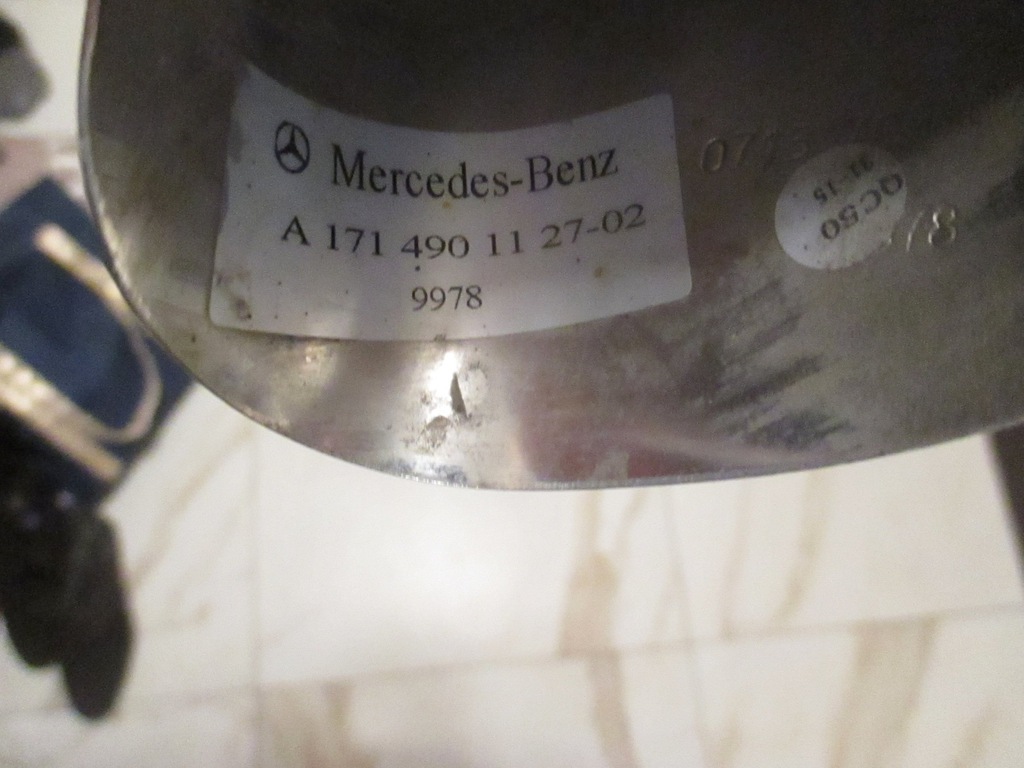 Mercedes-Benz
A 171 490 11 27-02
9978
QC50